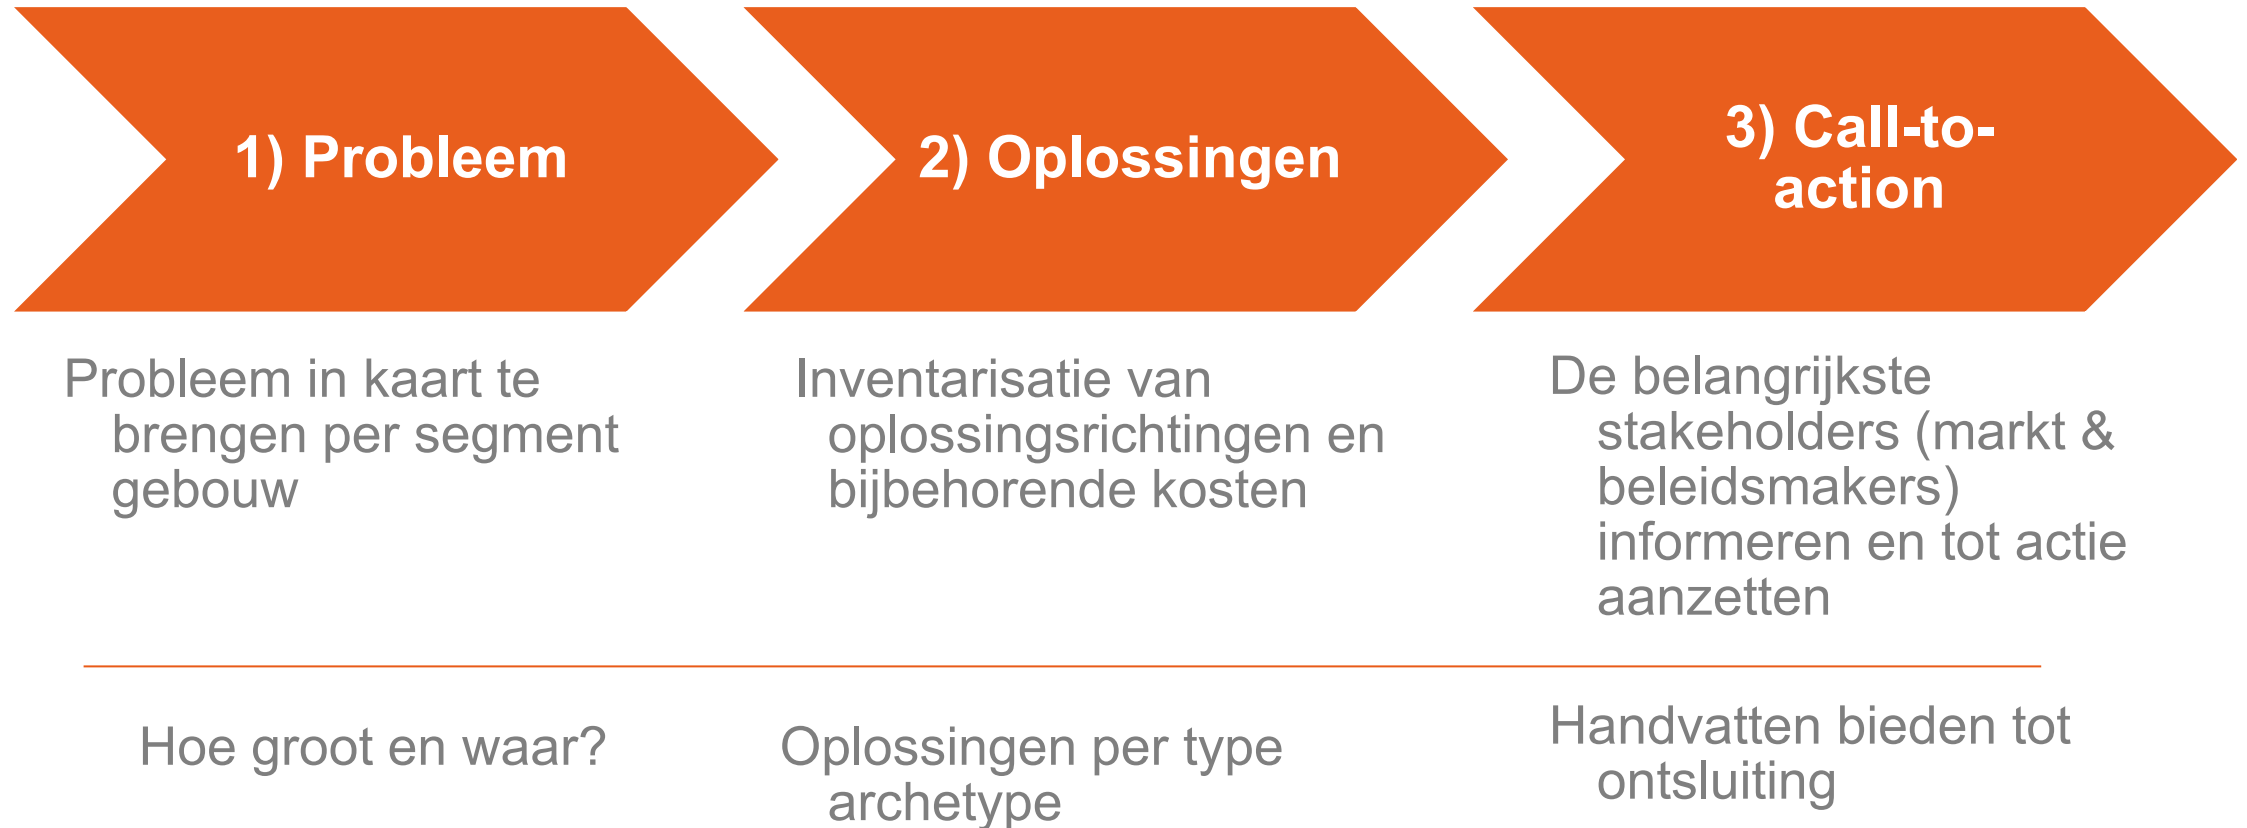 1) Probleem
2) Oplossingen
3) Call-to-
action
Probleem in kaart te
brengen per segment
gebouw
Inventarisatie van
oplossingsrichtingen en
bijbehorende kosten
De belangrijkste
stakeholders (markt &
beleidsmakers)
informeren en tot actie
aanzetten
Hoe groot en waar?
Oplossingen per type
archetype
Handvatten bieden tot
ontsluiting